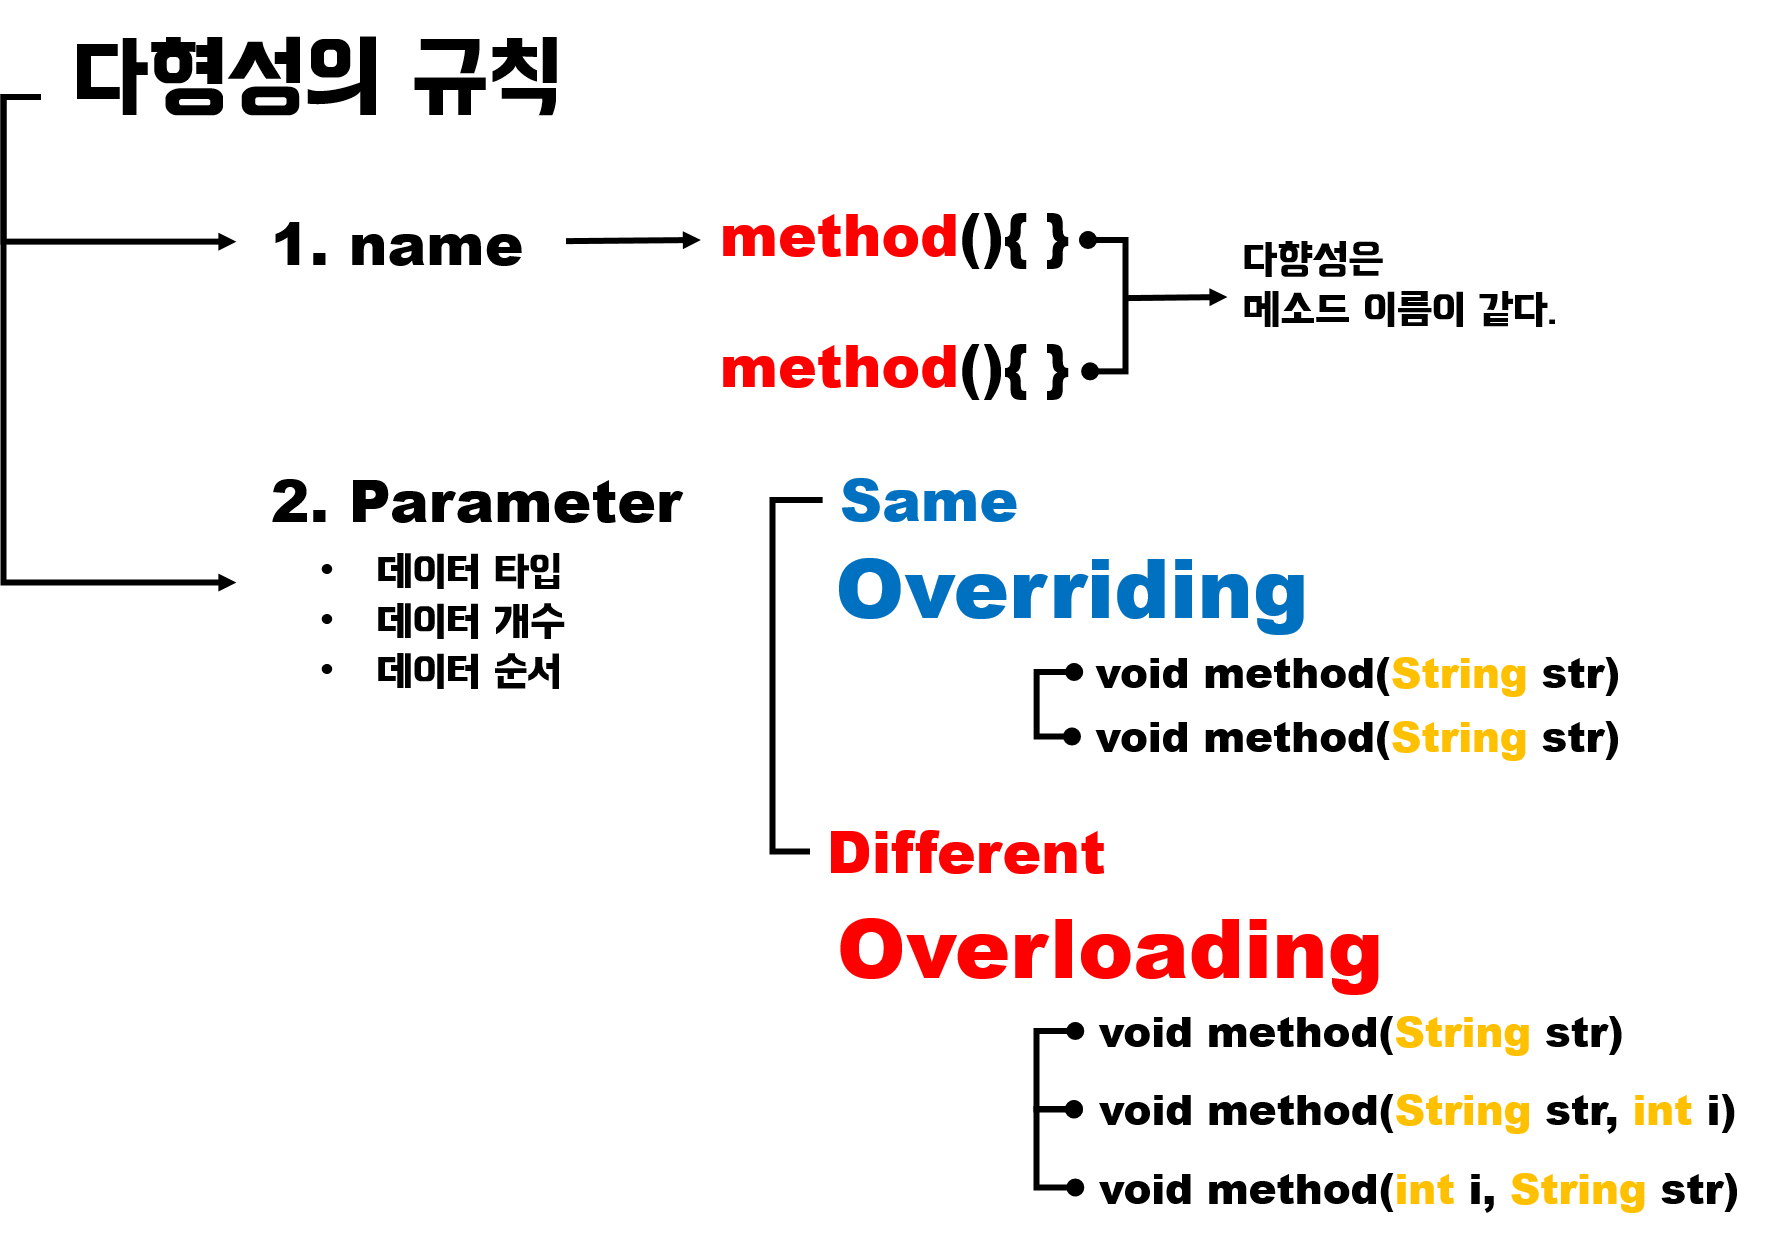 다형성의 규칙
1. name
method(){ }
method(){ }
다향성은
메소드 이름이 같다.
2. Parameter
• 데이터 타입
• 데이터 개수
• 데이터 순서
Same
Overriding
void method(String str)
void method(String str)
Different
Overloading
void method(String str)
void method(String str, int i)
void method(int i, String str)